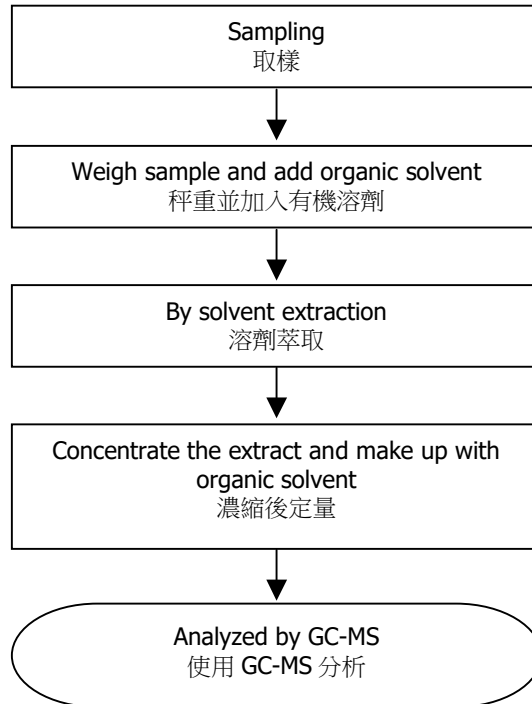 Sampling
取樣
Weigh sample and add organic solvent
秤重並加入有機溶劑
By solvent extraction
溶劑萃取
Concentrate the extract and make up with
organic solvent
濃縮後定量
Analyzed by GC-MS
使用 GC-MS 分析